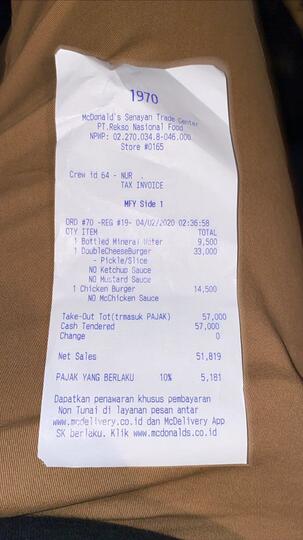 1970
McDonald's Senayan Trade Center
PT.Rekso Nasional Food
NPWP: 02.270.034.8-046.000
Store #0165
Crew id 64 - NUR .
TAX INVOICE
MFY Side 1
ORD #70 -REG #19- 04/02/2020 02:36:58
QTY ITEM TOTAL
1 Bottled Mineral Water 9,500
1 DoubleCheeseBurger 33,000
- Pickle/Slice
NO Ketchup Sauce
NO Mustard Sauce
1 Chicken Burger 14,500
NO McChicken Sauce
Take-Out Tot(trmasuk PAJAK) 57,000
Cash Tendered 57,000
Change 0
Net Sales 51,819
PAJAK YANG BERLAKU 10% 5,181
Dapatkan penawaran khusus pembayaran
Non Tunai di layanan pesan antar
www.mcdelivery.co.id dan McDelivery App
SK berlaku. Klik www.mcdonalds.co.id